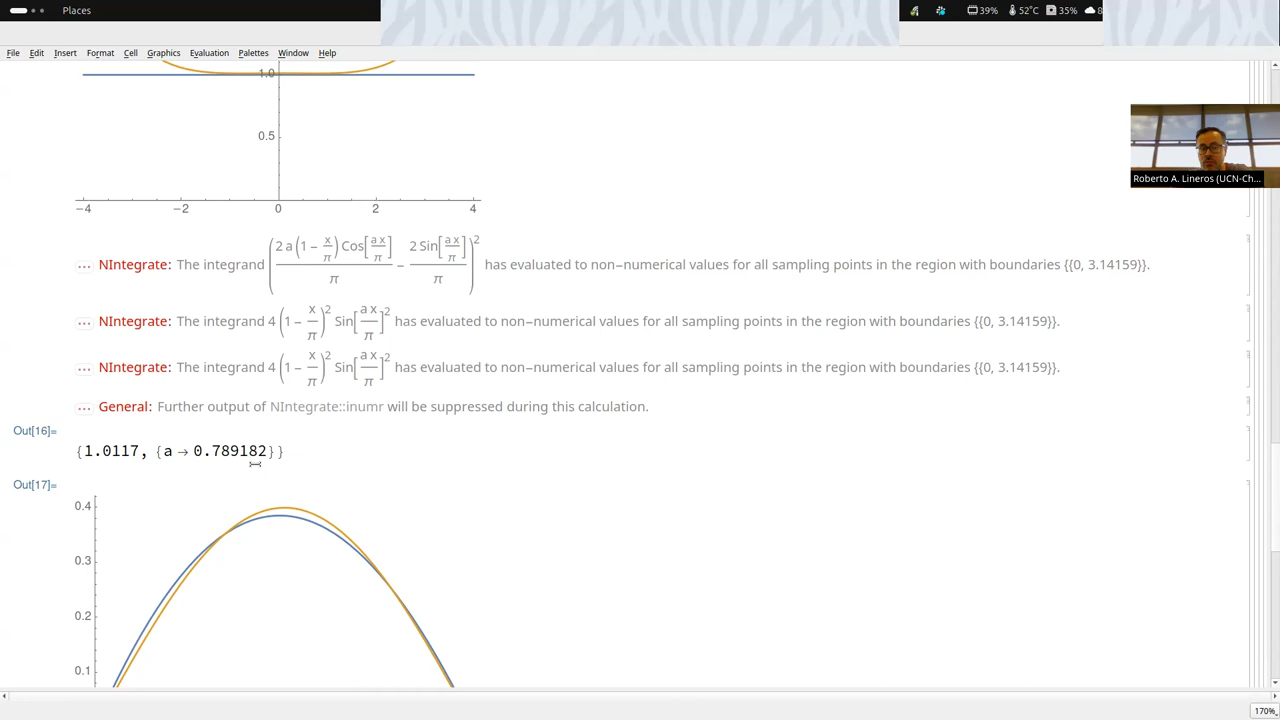 Places
39% 52°C 35% 8
File Edit Insert Format Cell Graphics Evaluation Palettes Window Help
1.0
0.5
−4 −2 0 2 4
Roberto A. Lineros (UCN-Ch...
... NIntegrate: The integrand (2 a (1 − x/π) Cos[a x/π]/π − 2 Sin[a x/π]/π)^2 has evaluated to non−numerical values for all sampling points in the region with boundaries {{0, 3.14159}}.
... NIntegrate: The integrand 4 (1 − x/π)^2 Sin[a x/π]^2 has evaluated to non−numerical values for all sampling points in the region with boundaries {{0, 3.14159}}.
... NIntegrate: The integrand 4 (1 − x/π)^2 Sin[a x/π]^2 has evaluated to non−numerical values for all sampling points in the region with boundaries {{0, 3.14159}}.
... General: Further output of NIntegrate::inumr will be suppressed during this calculation.
Out[16]=
{1.0117, {a → 0.789182}}
Out[17]=
0.4
0.3
0.2
0.1
170%